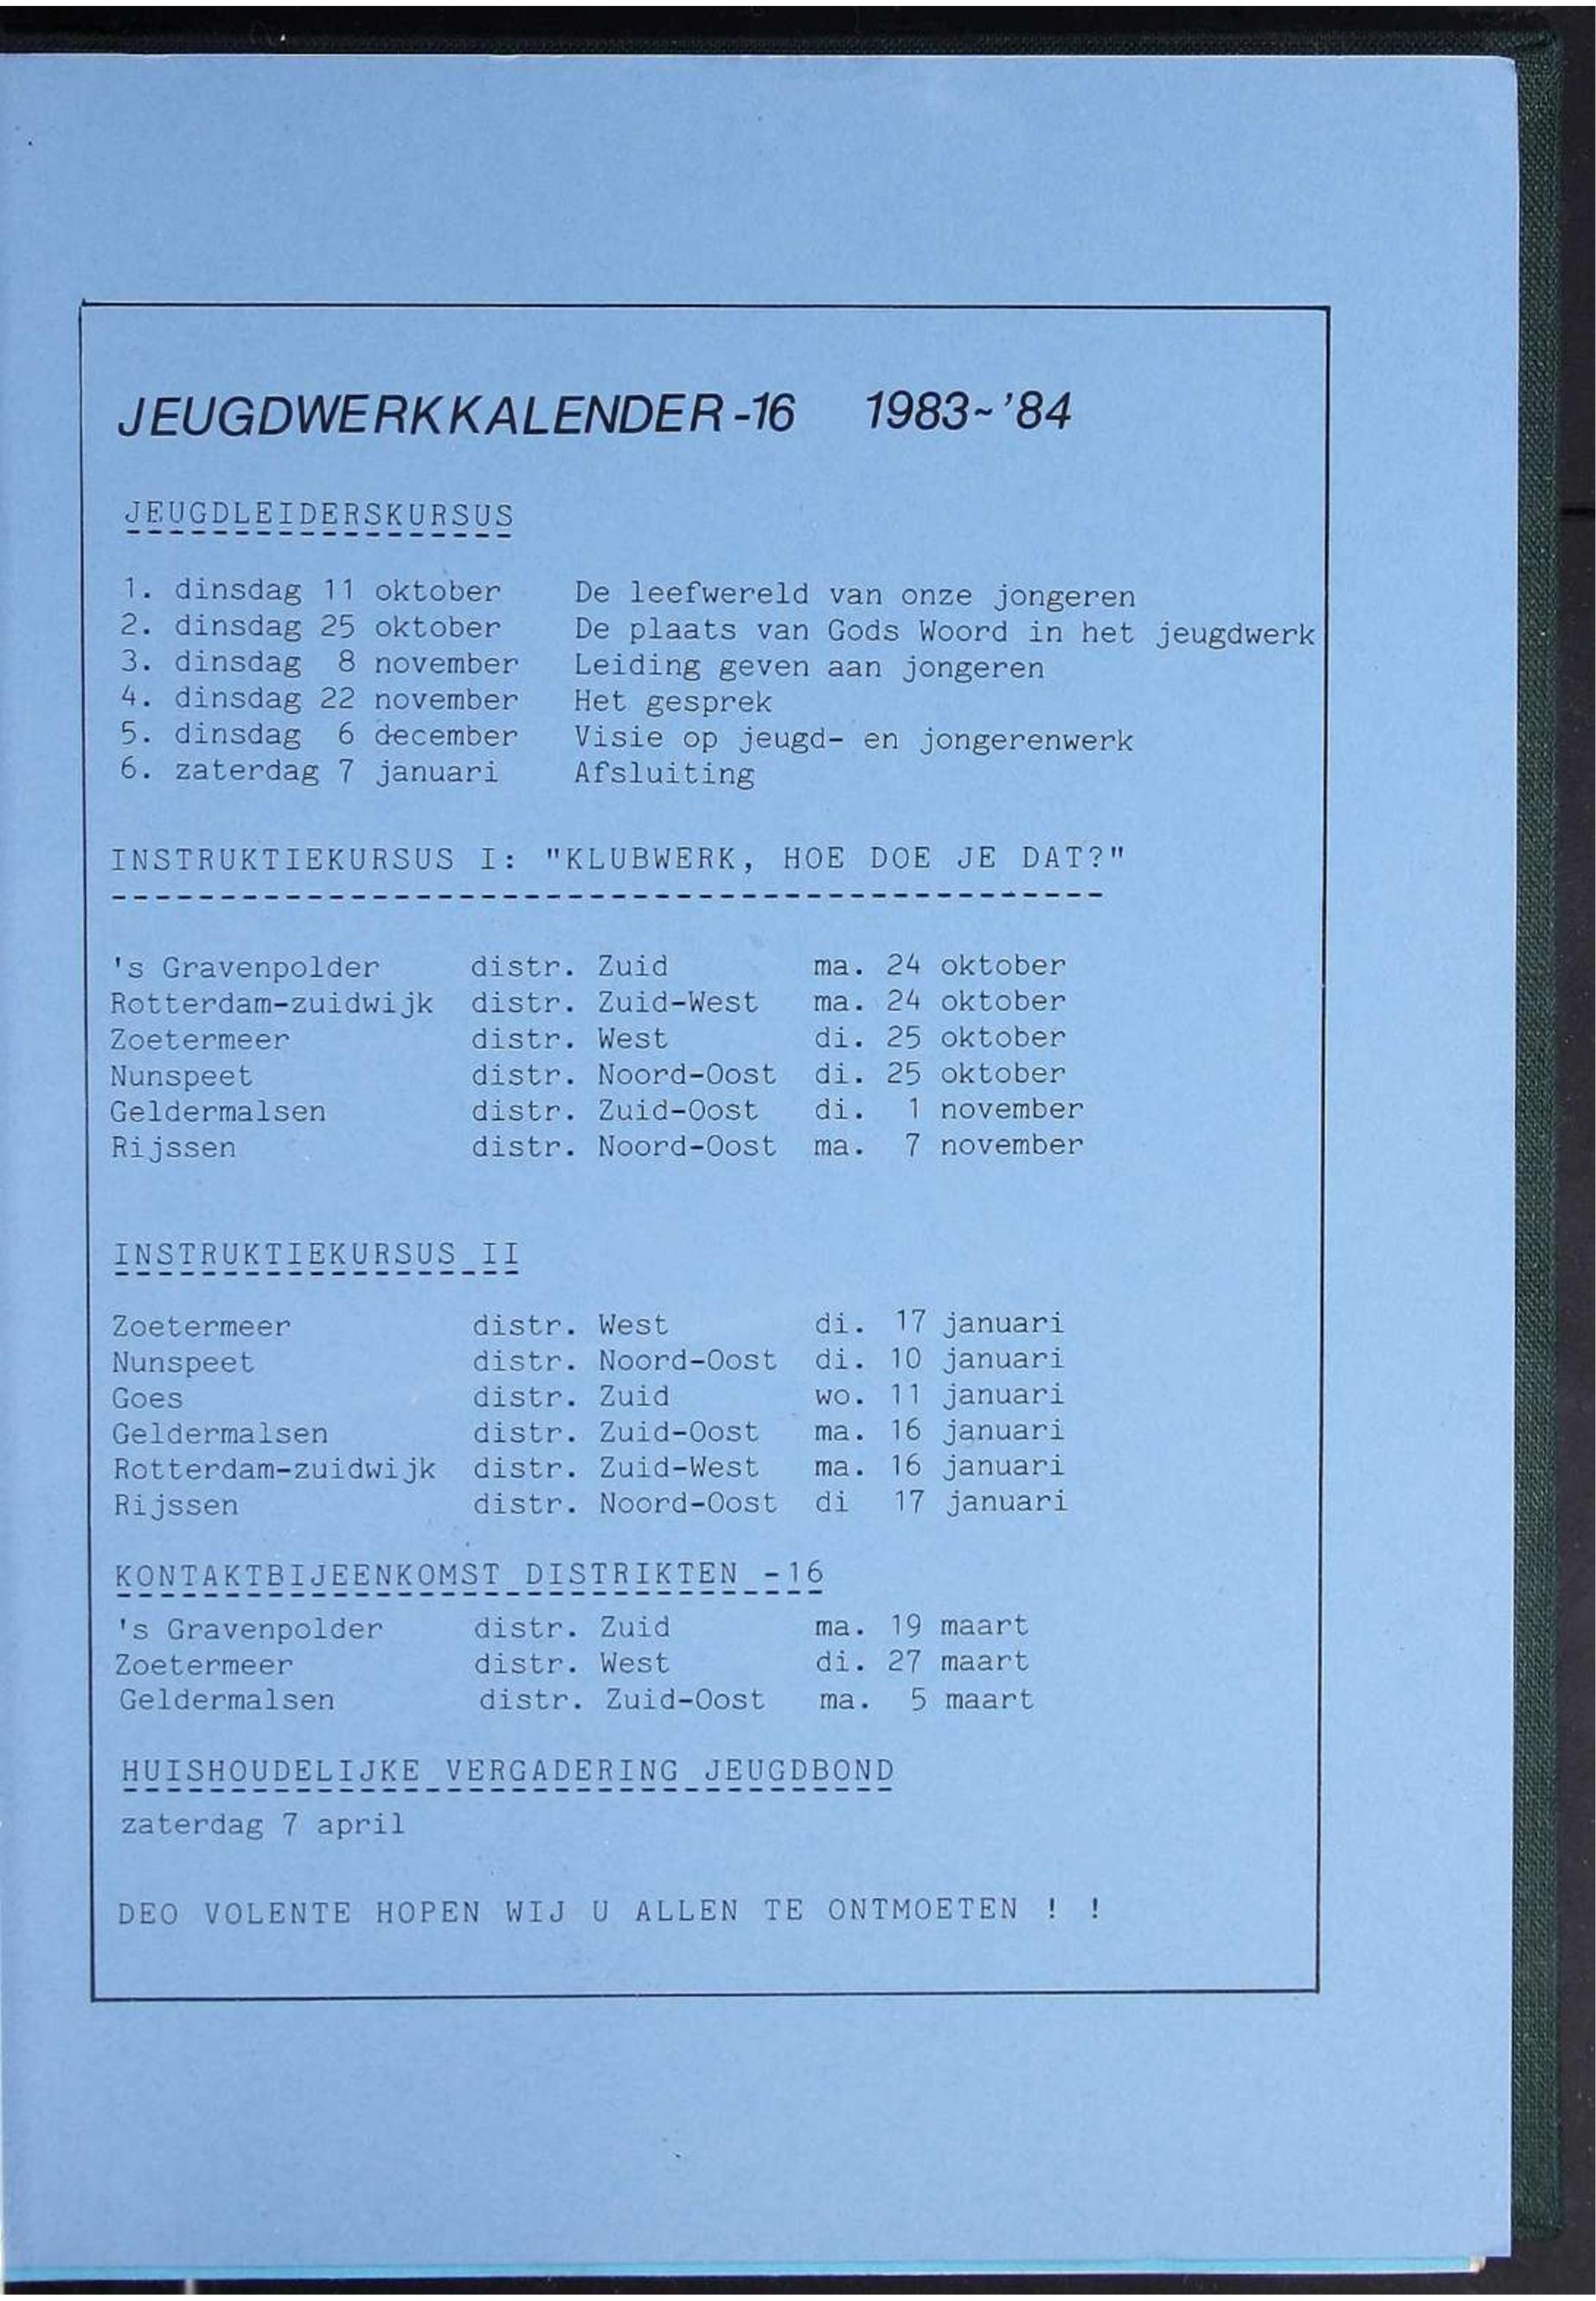 JEUGDWERKKALENDER-16 1983~'84
JEUGDLEIDERSKURSUS
1. dinsdag 11 oktober De leefwereld van onze jongeren
2. dinsdag 25 oktober De plaats van Gods Woord in het jeugdwerk
3. dinsdag 8 november Leiding geven aan jongeren
4. dinsdag 22 november Het gesprek
5. dinsdag 6 december Visie op jeugd- en jongerenwerk
6. zaterdag 7 januari Afsluiting
INSTRUKTIEKURSUS I: "KLUBWERK, HOE DOE JE DAT?"
's Gravenpolder distr. Zuid ma. 24 oktober
Rotterdam-zuidwijk distr. Zuid-West ma. 24 oktober
Zoetermeer distr. West di. 25 oktober
Nunspeet distr. Noord-Oost di. 25 oktober
Geldermalsen distr. Zuid-Oost di. 1 november
Rijssen distr. Noord-Oost ma. 7 november
INSTRUKTIEKURSUS II
Zoetermeer distr. West di. 17 januari
Nunspeet distr. Noord-Oost di. 10 januari
Goes distr. Zuid wo. 11 januari
Geldermalsen distr. Zuid-Oost ma. 16 januari
Rotterdam-zuidwijk distr. Zuid-West ma. 16 januari
Rijssen distr. Noord-Oost di 17 januari
KONTAKTBIJEENKOMST DISTRIKTEN -16
's Gravenpolder distr. Zuid ma. 19 maart
Zoetermeer distr. West di. 27 maart
Geldermalsen distr. Zuid-Oost ma. 5 maart
HUISHOUDELIJKE VERGADERING JEUGDBOND
zaterdag 7 april
DEO VOLENTE HOPEN WIJ U ALLEN TE ONTMOETEN ! !